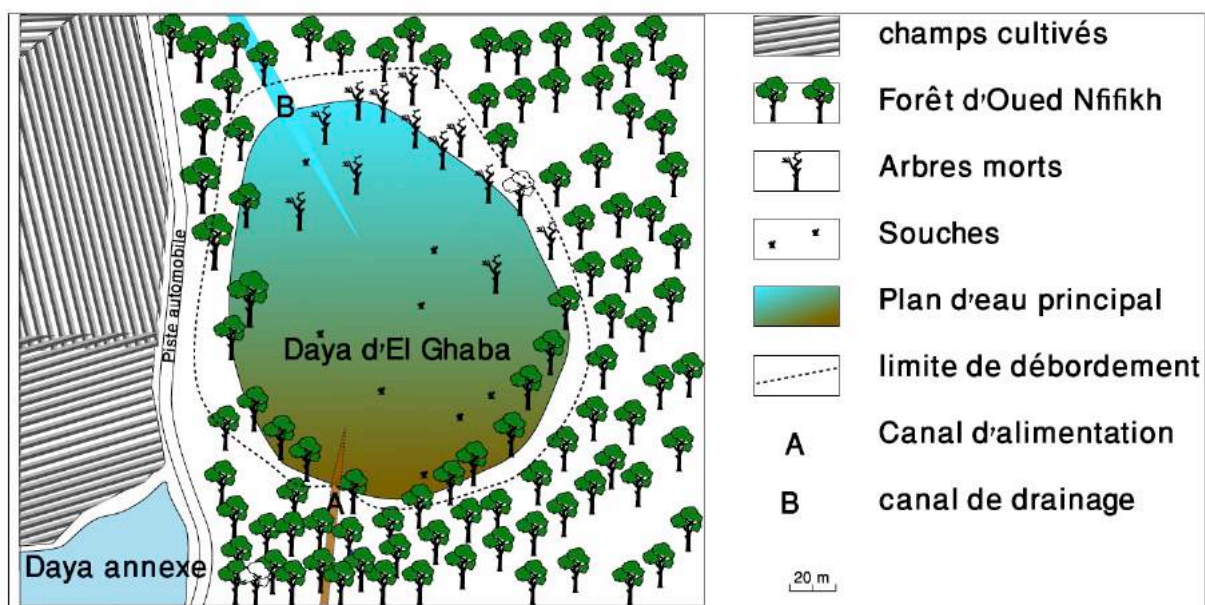 B
Piste automobile
Daya d'El Ghaba
A
Daya annexe
champs cultivés
Forêt d'Oued Nfifikh
Arbres morts
Souches
Plan d'eau principal
limite de débordement
A Canal d'alimentation
B canal de drainage
20 m